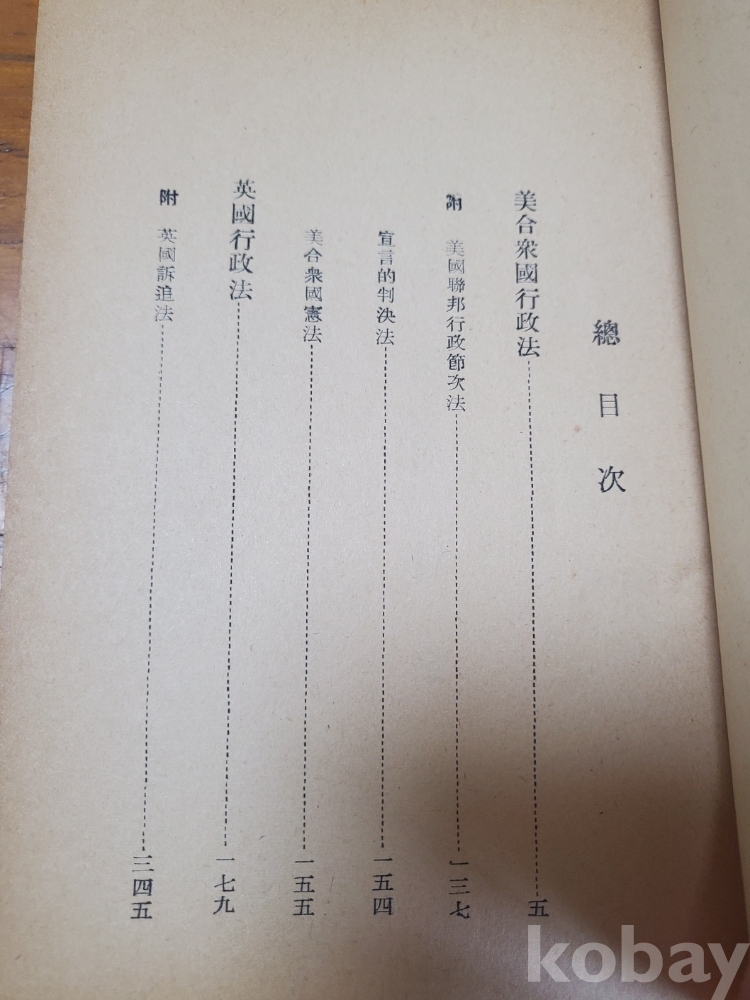 總目次
美合衆國行政法 五
附 美國聯邦行政節次法 一三七
宣言的判決法 一五四
美合衆國憲法 一五五
英國行政法 一七九
附 英國訴追法 三四五
kobay